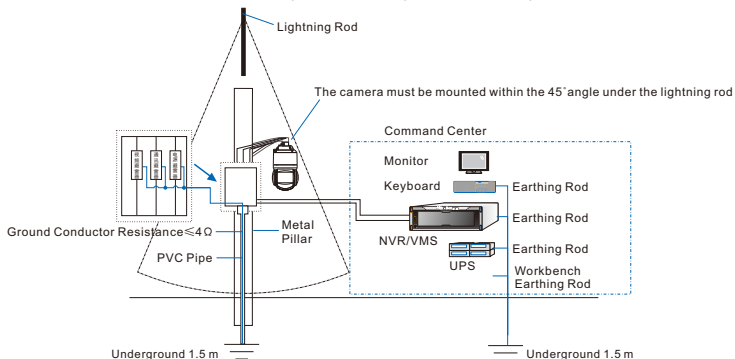 Lightning Rod
The camera must be mounted within the 45°angle under the lightning rod
Command Center
Monitor
Keyboard
Earthing Rod
Earthing Rod
NVR/VMS
Earthing Rod
UPS
Workbench
Earthing Rod
Ground Conductor Resistance≤4Ω
Metal
Pillar
PVC Pipe
Underground 1.5 m
Underground 1.5 m